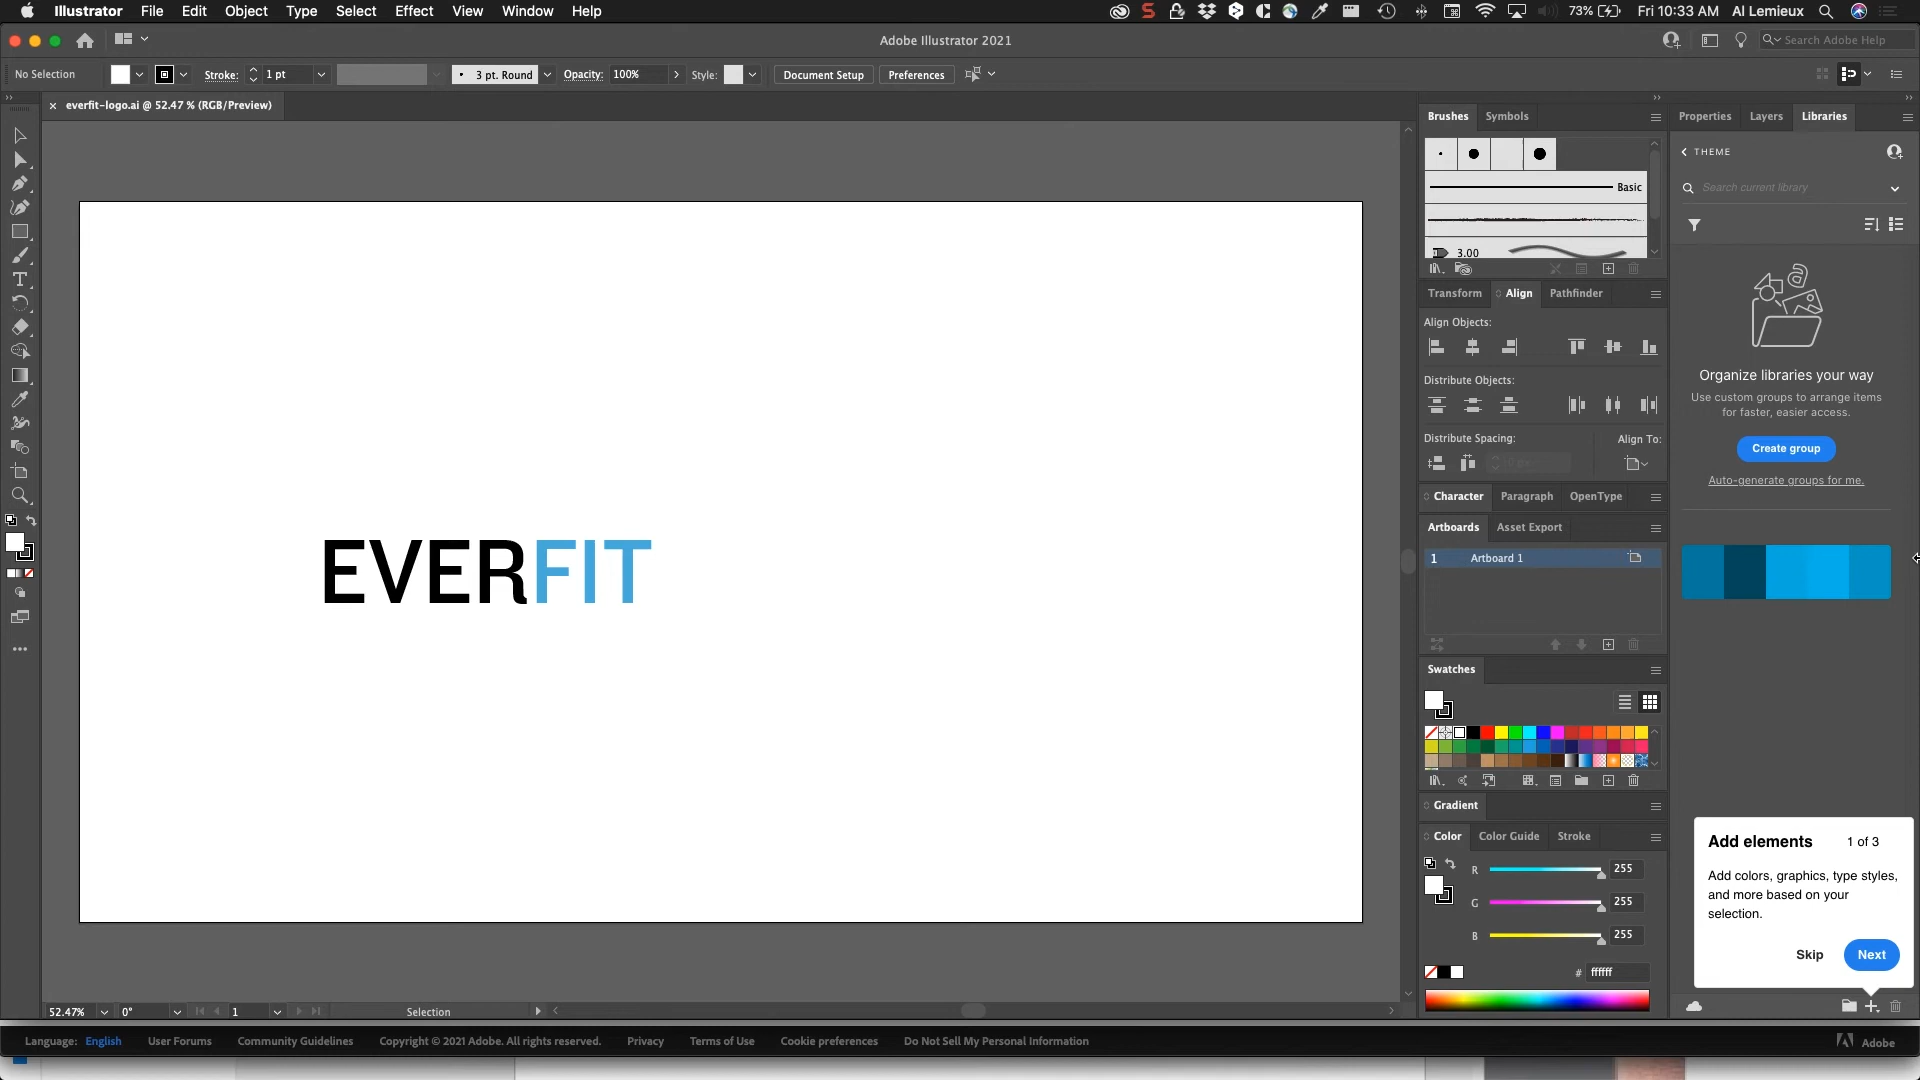 Illustrator File Edit Object Type Select Effect View Window Help
73% Fri 10:33 AM Al Lemieux
Adobe Illustrator 2021
Search Adobe Help
No Selection
Stroke: 1 pt
3 pt. Round
Opacity: 100%
Style:
Document Setup
Preferences
everfit-logo.ai @ 52.47 % (RGB/Preview)
EVERFIT
Brushes Symbols
Basic
3.00
Transform Align Pathfinder
Align Objects:
Distribute Objects:
Distribute Spacing:
Align To:
Character Paragraph OpenType
Artboards Asset Export
1 Artboard 1
Swatches
Gradient
Color Color Guide Stroke
R 255
G 255
B 255
# ffffff
Properties Layers Libraries
THEME
Search current library
Organize libraries your way
Use custom groups to arrange items
for faster, easier access.
Create group
Auto-generate groups for me.
Add elements 1 of 3
Add colors, graphics, type styles,
and more based on your
selection.
Skip Next
52.47% 0° 1 Selection
Language: English User Forums Community Guidelines Copyright © 2021 Adobe. All rights reserved. Privacy Terms of Use Cookie preferences Do Not Sell My Personal Information
Adobe